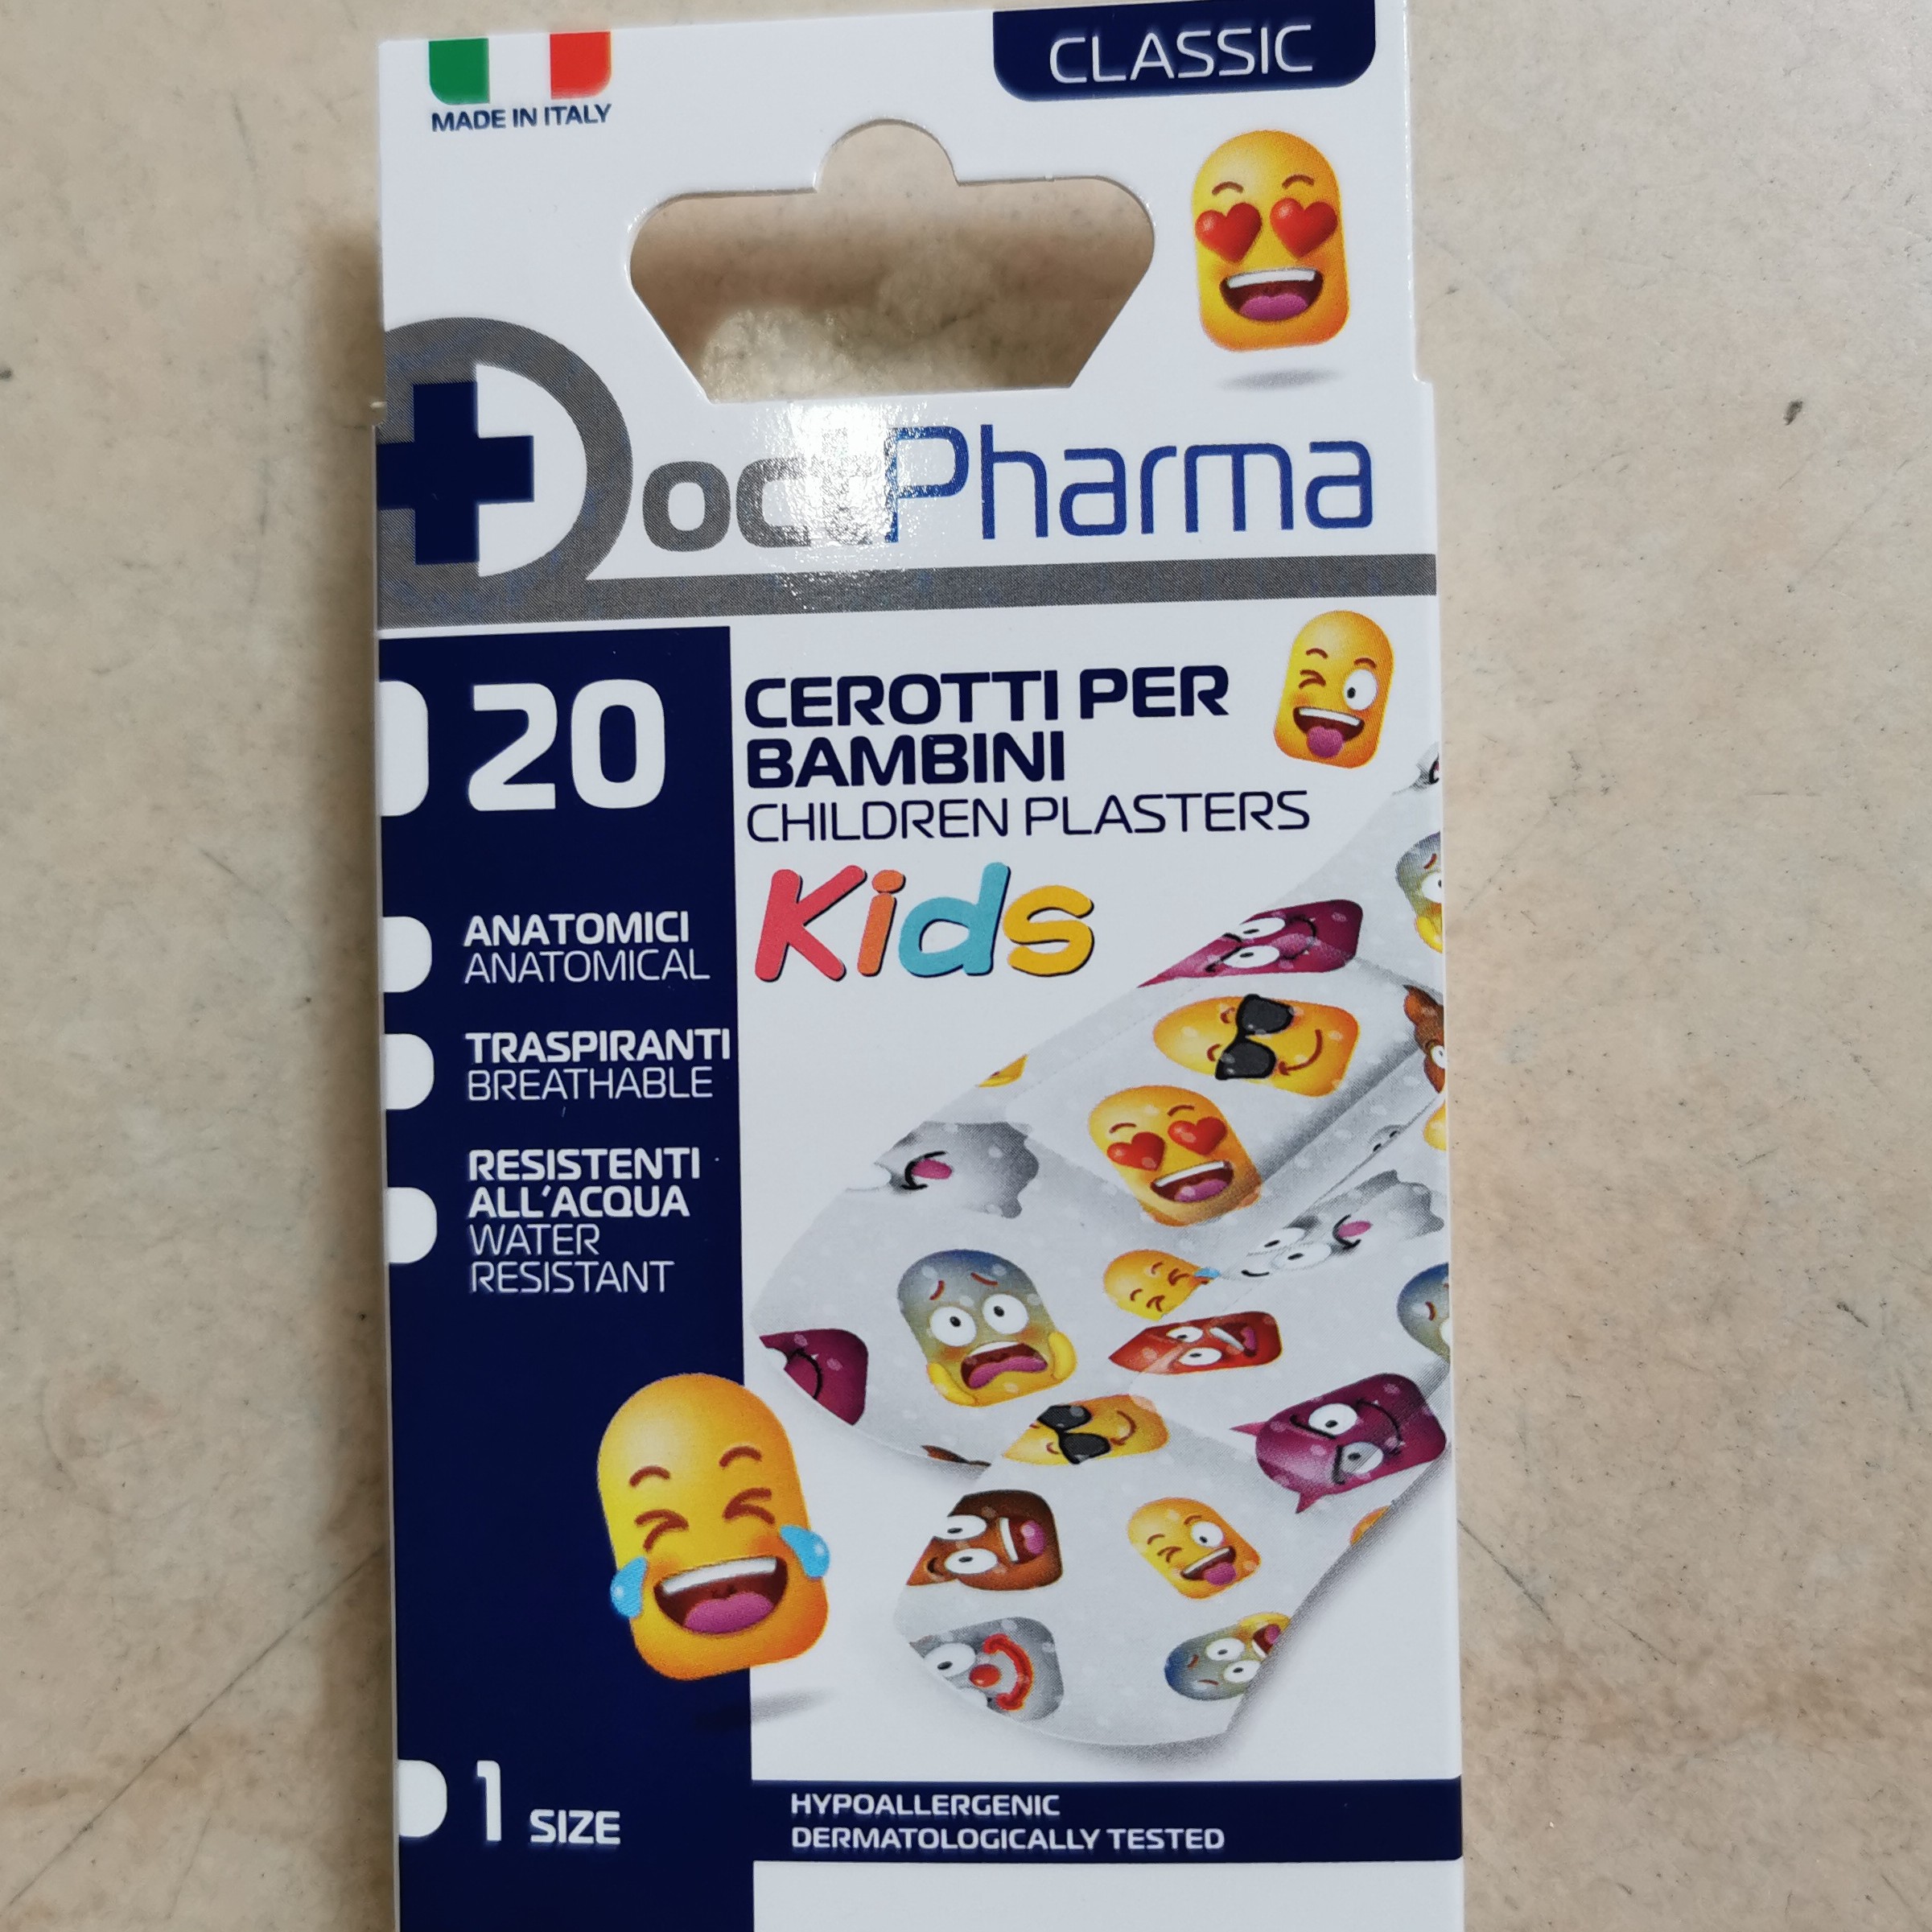 CLASSIC
MADE IN ITALY
DoctPharma
20
CEROTTI PER
BAMBINI
CHILDREN PLASTERS
Kids
ANATOMICI
ANATOMICAL
TRASPIRANTI
BREATHABLE
RESISTENTI
ALL'ACQUA
WATER
RESISTANT
1 SIZE
HYPOALLERGENIC
DERMATOLOGICALLY TESTED